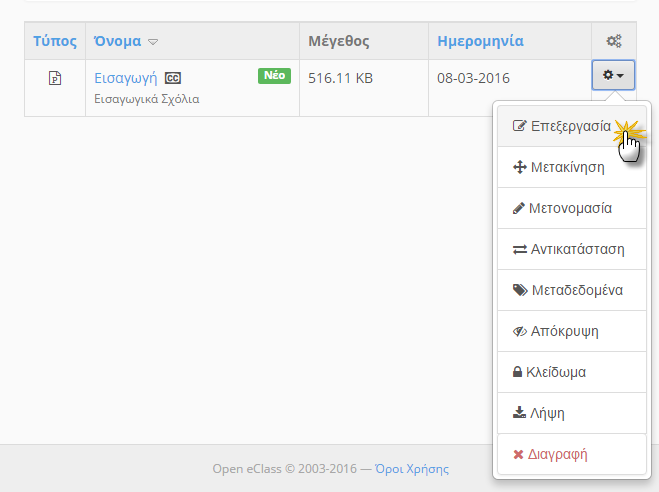 Τύπος Όνομα Μέγεθος Ημερομηνία
Εισαγωγή CC Νέο 516.11 KB 08-03-2016
Εισαγωγικά Σχόλια
Επεξεργασία
Μετακίνηση
Μετονομασία
Αντικατάσταση
Μεταδεδομένα
Απόκρυψη
Κλείδωμα
Λήψη
Διαγραφή
Open eClass © 2003-2016 — Όροι Χρήσης